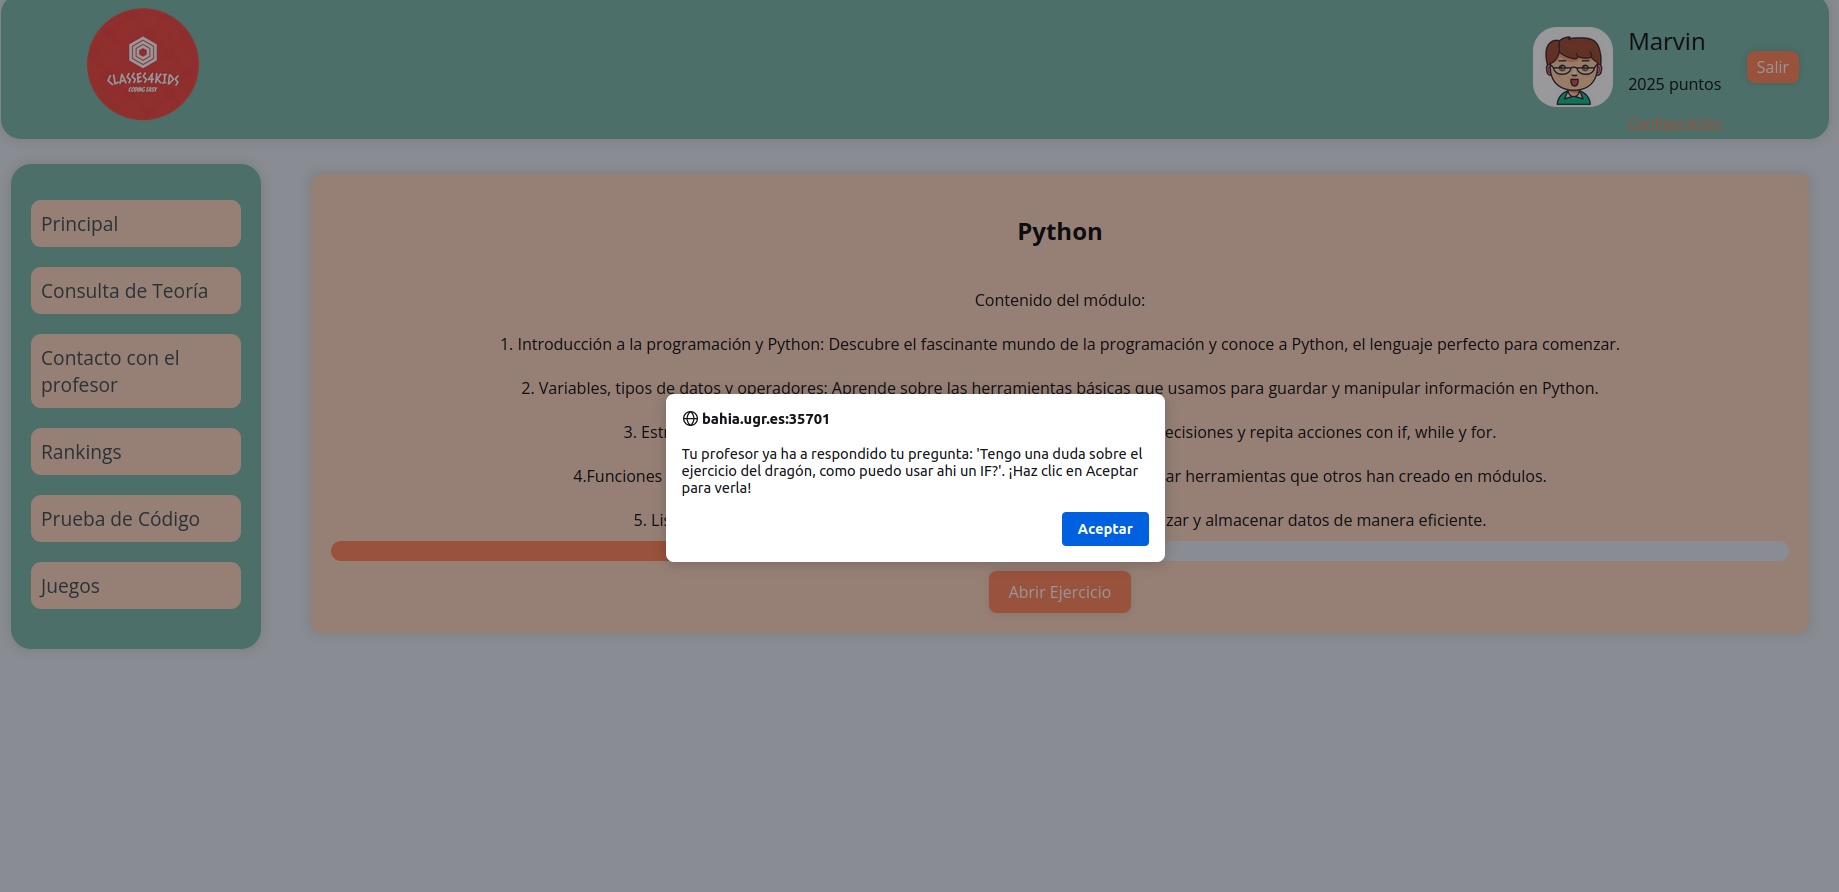 CLASSES4KIDS
CODING EASY
Marvin
2025 puntos
Configuración
Salir
Principal
Consulta de Teoría
Contacto con el
profesor
Rankings
Prueba de Código
Juegos
Python
Contenido del módulo:
1. Introducción a la programación y Python: Descubre el fascinante mundo de la programación y conoce a Python, el lenguaje perfecto para comenzar.
2. Variables, tipos de datos y operadores: Aprende sobre las herramientas básicas que usamos para guardar y manipular información en Python.
3. Estr ecisiones y repita acciones con if, while y for.
4.Funciones ar herramientas que otros han creado en módulos.
5. Lis zar y almacenar datos de manera eficiente.
bahia.ugr.es:35701
Tu profesor ya ha a respondido tu pregunta: 'Tengo una duda sobre el
ejercicio del dragón, como puedo usar ahi un IF?'. ¡Haz clic en Aceptar
para verla!
Aceptar
Abrir Ejercicio